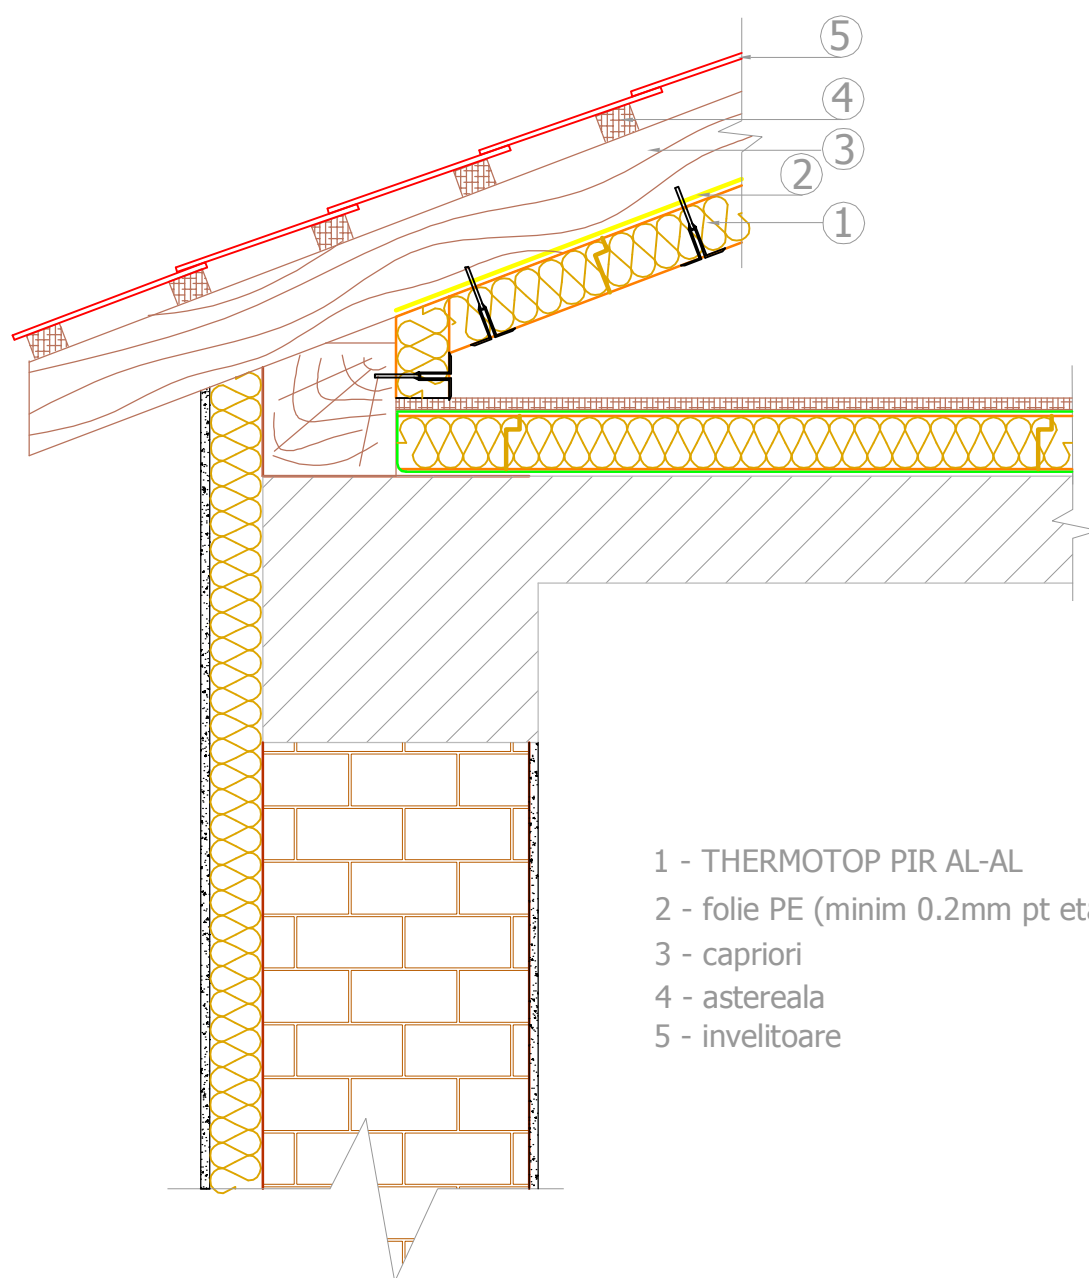 5
4
3
2
1
1 - THERMOTOP PIR AL-AL
2 - folie PE (minim 0.2mm pt
3 - capriori
4 - astereala
5 - invelitoare